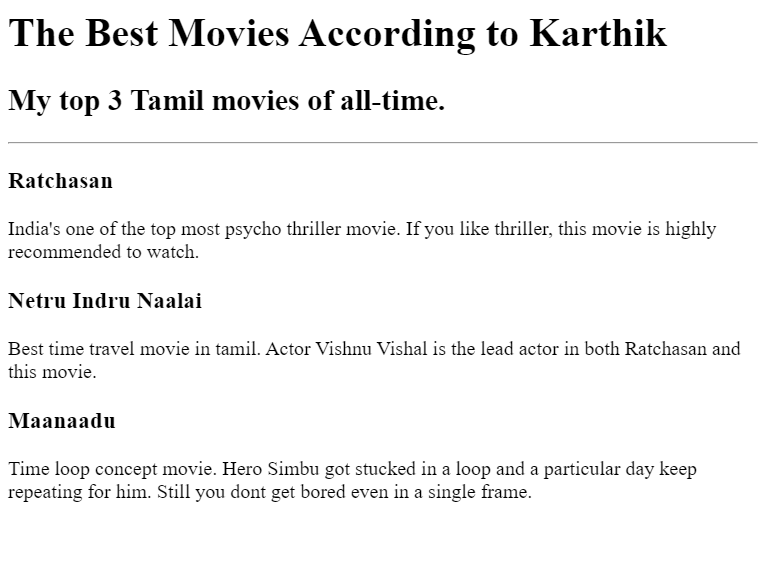 The Best Movies According to Karthik
My top 3 Tamil movies of all-time.
Ratchasan
India's one of the top most psycho thriller movie. If you like thriller, this movie is highly
recommended to watch.
Netru Indru Naalai
Best time travel movie in tamil. Actor Vishnu Vishal is the lead actor in both Ratchasan and
this movie.
Maanaadu
Time loop concept movie. Hero Simbu got stucked in a loop and a particular day keep
repeating for him. Still you dont get bored even in a single frame.